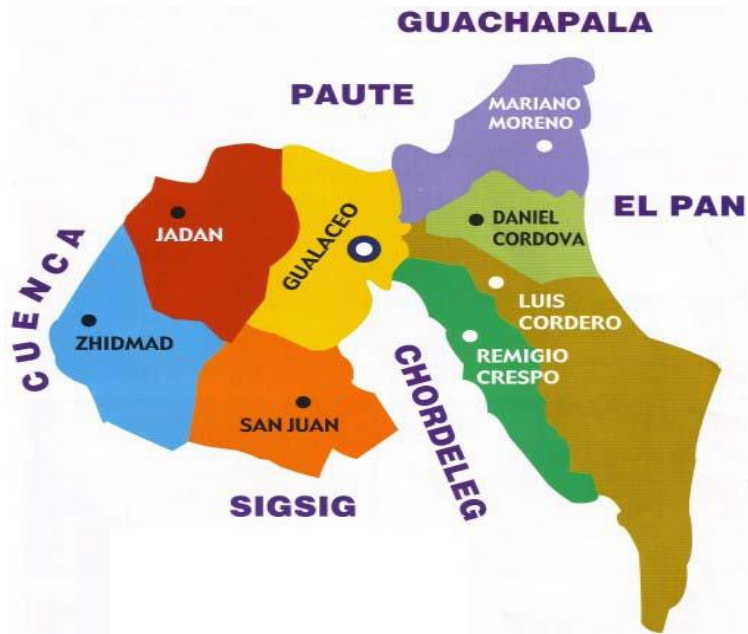 GUACHAPALA
PAUTE
MARIANO
MORENO
EL PAN
JADAN
GUALACEO
DANIEL
CORDOVA
CUENCA
ZHIDMAD
LUIS
CORDERO
REMIGIO
CRESPO
CHORDELEG
SAN JUAN
SIGSIG